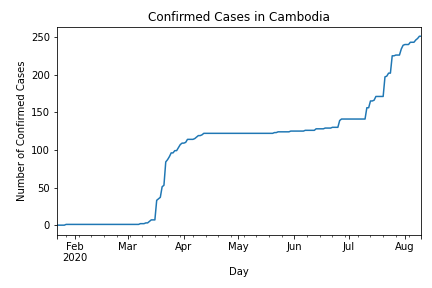 Confirmed Cases in Cambodia
Number of Confirmed Cases
250
200
150
100
50
0
Feb Mar Apr May Jun Jul Aug
2020
Day